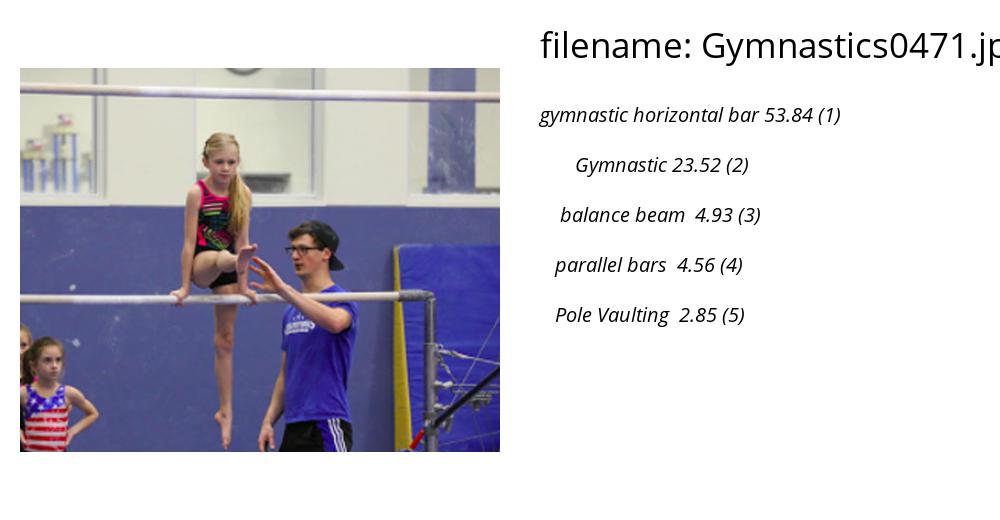 filename: Gymnastics0471.jp
gymnastic horizontal bar 53.84 (1)
Gymnastic 23.52 (2)
balance beam 4.93 (3)
parallel bars 4.56 (4)
Pole Vaulting 2.85 (5)